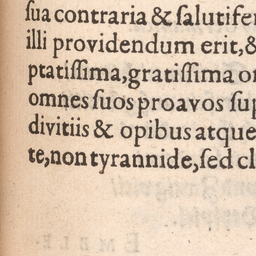 ſua contraria & ſalutifer
illi providendum erit, &
ptatiſſima, gratiſſima o
omnes ſuos proavos ſup
divitiis & opibus atque
te, non tyrannide, ſed cl